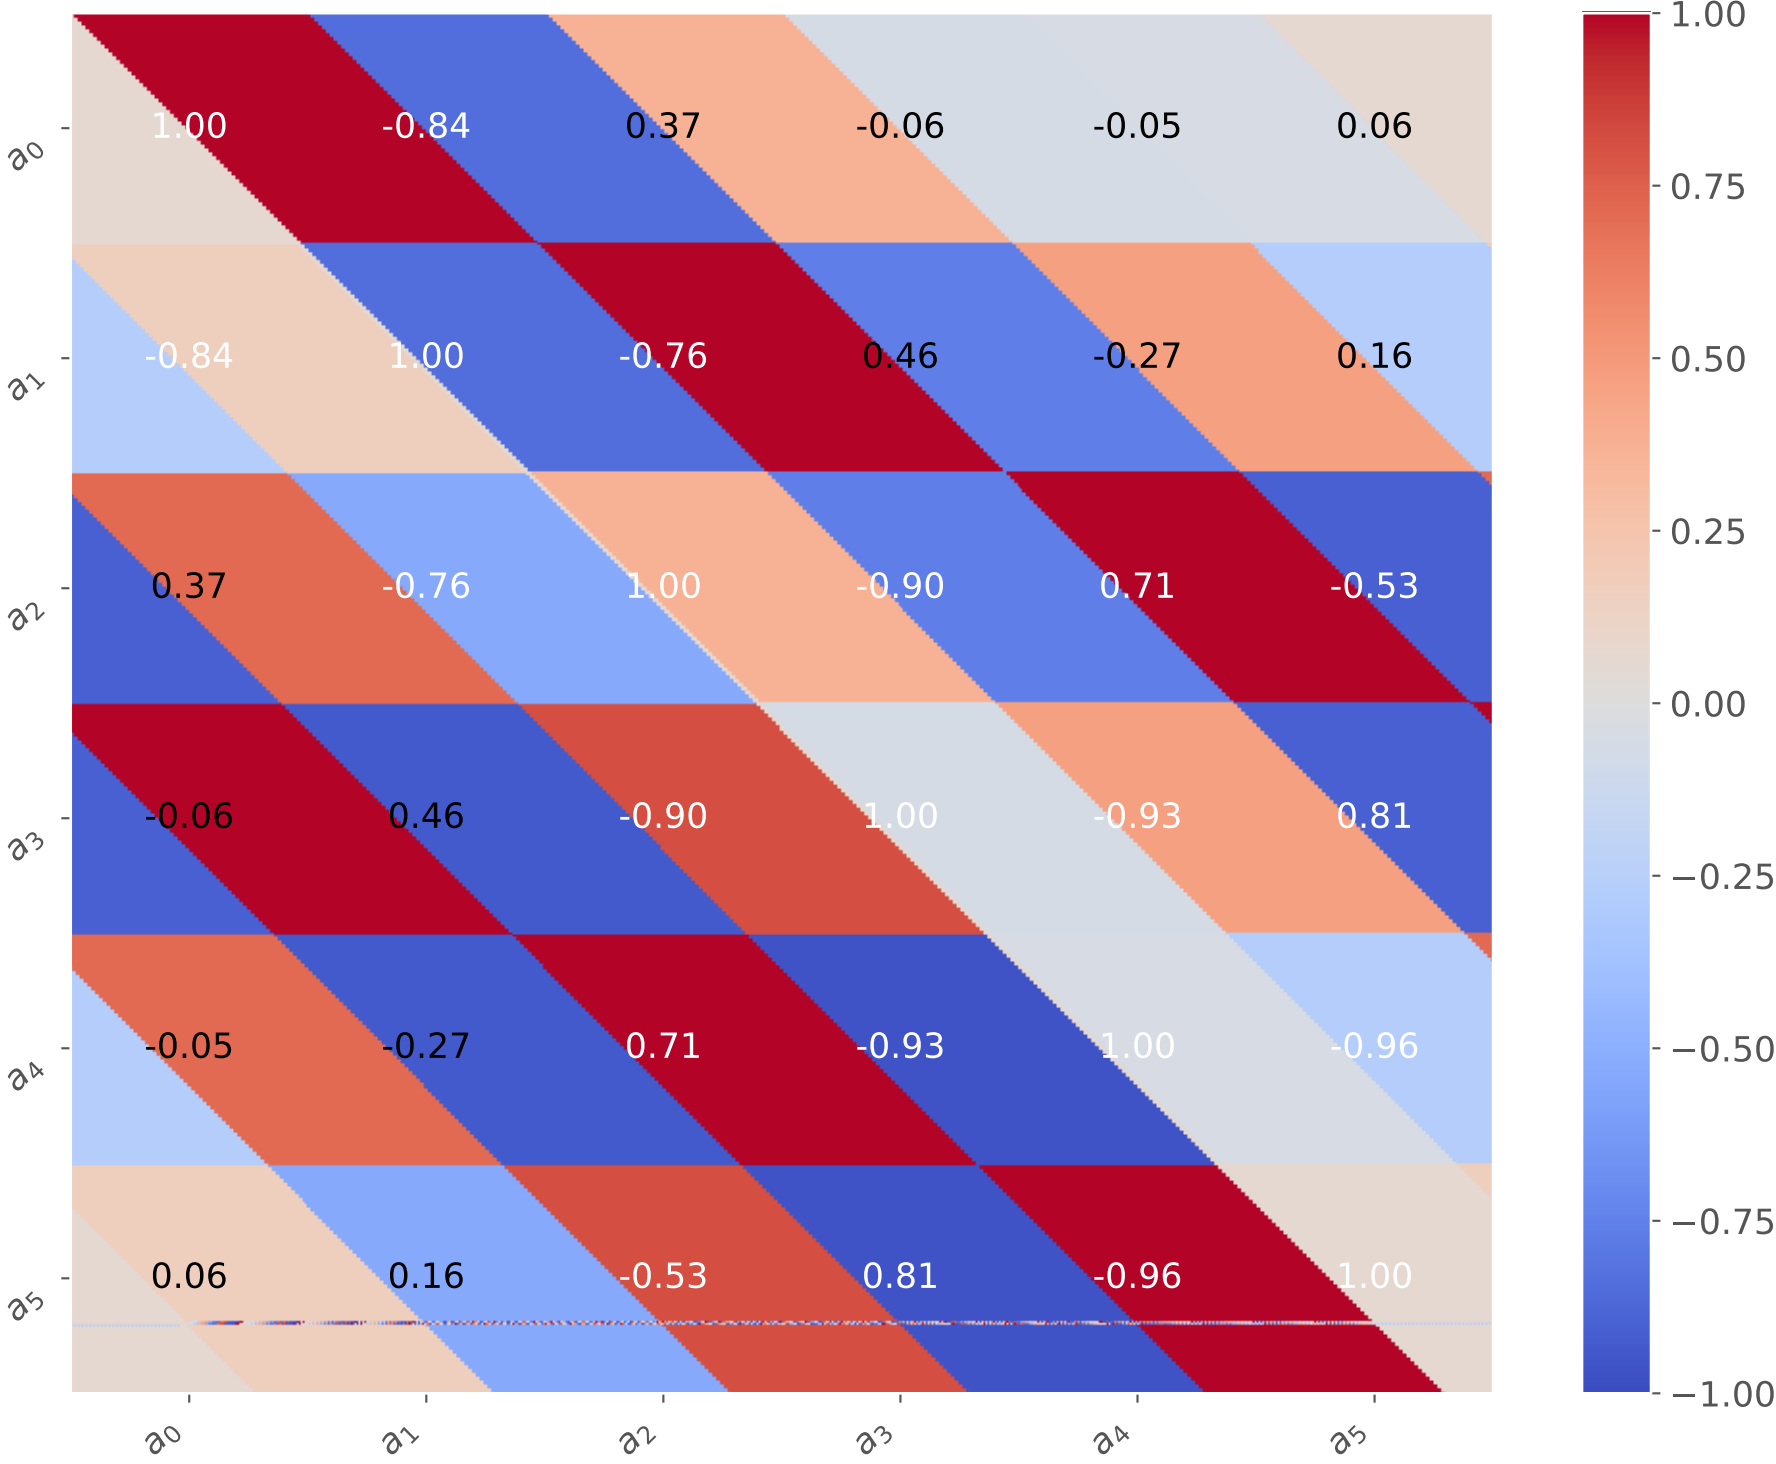 1.00
a0 1.00 -0.84 0.37 -0.06 -0.05 0.06
0.75
a1 -0.84 1.00 -0.76 0.46 -0.27 0.16
0.50
0.25
a2 0.37 -0.76 1.00 -0.90 0.71 -0.53
0.00
a3 -0.06 0.46 -0.90 1.00 -0.93 0.81
−0.25
a4 -0.05 -0.27 0.71 -0.93 1.00 -0.96
−0.50
−0.75
a5 0.06 0.16 -0.53 0.81 -0.96 1.00
−1.00
a0 a1 a2 a3 a4 a5